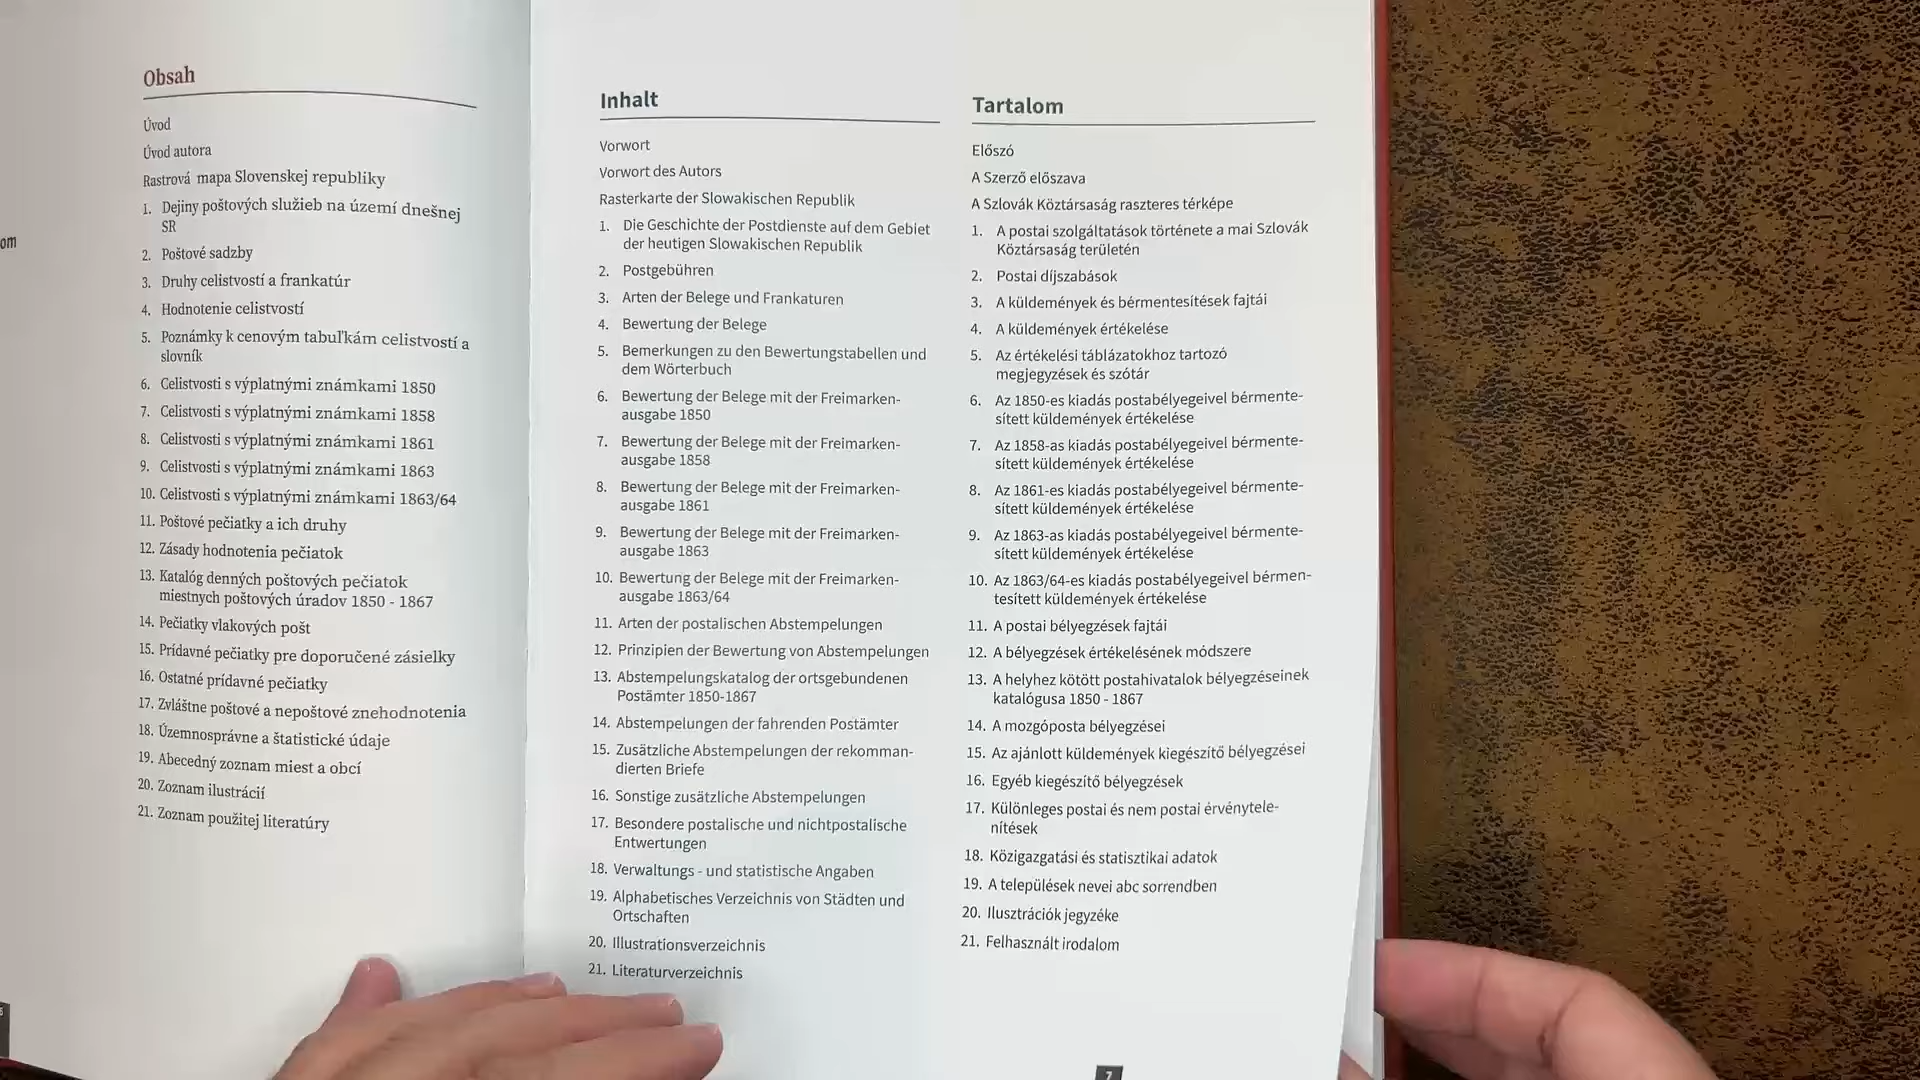 om
Obsah
Úvod
Úvod autora
Rastrová mapa Slovenskej republiky
1. Dejiny poštových služieb na území dnešnej
SR
2. Poštové sadzby
3. Druhy celistvostí a frankatúr
4. Hodnotenie celistvostí
5. Poznámky k cenovým tabuľkám celistvostí a
slovník
6. Celistvosti s výplatnými známkami 1850
7. Celistvosti s výplatnými známkami 1858
8. Celistvosti s výplatnými známkami 1861
9. Celistvosti s výplatnými známkami 1863
10. Celistvosti s výplatnými známkami 1863/64
11. Poštové pečiatky a ich druhy
12. Zásady hodnotenia pečiatok
13. Katalóg denných poštových pečiatok
miestnych poštových úradov 1850 - 1867
14. Pečiatky vlakových pošt
15. Prídavné pečiatky pre doporučené zásielky
16. Ostatné prídavné pečiatky
17. Zvláštne poštové a nepoštové znehodnotenia
18. Územnosprávne a štatistické údaje
19. Abecedný zoznam miest a obcí
20. Zoznam ilustrácií
21. Zoznam použitej literatúry
Inhalt
Vorwort
Vorwort des Autors
Rasterkarte der Slowakischen Republik
1. Die Geschichte der Postdienste auf dem Gebiet
der heutigen Slowakischen Republik
2. Postgebühren
3. Arten der Belege und Frankaturen
4. Bewertung der Belege
5. Bemerkungen zu den Bewertungstabellen und
dem Wörterbuch
6. Bewertung der Belege mit der Freimarken-
ausgabe 1850
7. Bewertung der Belege mit der Freimarken-
ausgabe 1858
8. Bewertung der Belege mit der Freimarken-
ausgabe 1861
9. Bewertung der Belege mit der Freimarken-
ausgabe 1863
10. Bewertung der Belege mit der Freimarken-
ausgabe 1863/64
11. Arten der postalischen Abstempelungen
12. Prinzipien der Bewertung von Abstempelungen
13. Abstempelungskatalog der ortsgebundenen
Postämter 1850-1867
14. Abstempelungen der fahrenden Postämter
15. Zusätzliche Abstempelungen der rekomman-
dierten Briefe
16. Sonstige zusätzliche Abstempelungen
17. Besondere postalische und nichtpostalische
Entwertungen
18. Verwaltungs - und statistische Angaben
19. Alphabetisches Verzeichnis von Städten und
Ortschaften
20. Illustrationsverzeichnis
21. Literaturverzeichnis
Tartalom
Előszó
A Szerző előszava
A Szlovák Köztársaság raszteres térképe
1. A postai szolgáltatások története a mai Szlovák
Köztársaság területén
2. Postai díjszabások
3. A küldemények és bérmentesítések fajtái
4. A küldemények értékelése
5. Az értékelési táblázatokhoz tartozó
megjegyzések és szótár
6. Az 1850-es kiadás postabélyegeivel bérmente-
sített küldemények értékelése
7. Az 1858-as kiadás postabélyegeivel bérmente-
sített küldemények értékelése
8. Az 1861-es kiadás postabélyegeivel bérmente-
sített küldemények értékelése
9. Az 1863-as kiadás postabélyegeivel bérmente-
sített küldemények értékelése
10. Az 1863/64-es kiadás postabélyegeivel bérmen-
tesített küldemények értékelése
11. A postai bélyegzések fajtái
12. A bélyegzések értékelésének módszere
13. A helyhez kötött postahivatalok bélyegzéseinek
katalógusa 1850 - 1867
14. A mozgóposta bélyegzései
15. Az ajánlott küldemények kiegészítő bélyegzései
16. Egyéb kiegészítő bélyegzések
17. Különleges postai és nem postai érvénytele-
nítések
18. Közigazgatási és statisztikai adatok
19. A települések nevei abc sorrendben
20. Ilusztrációk jegyzéke
21. Felhasznált irodalom
7